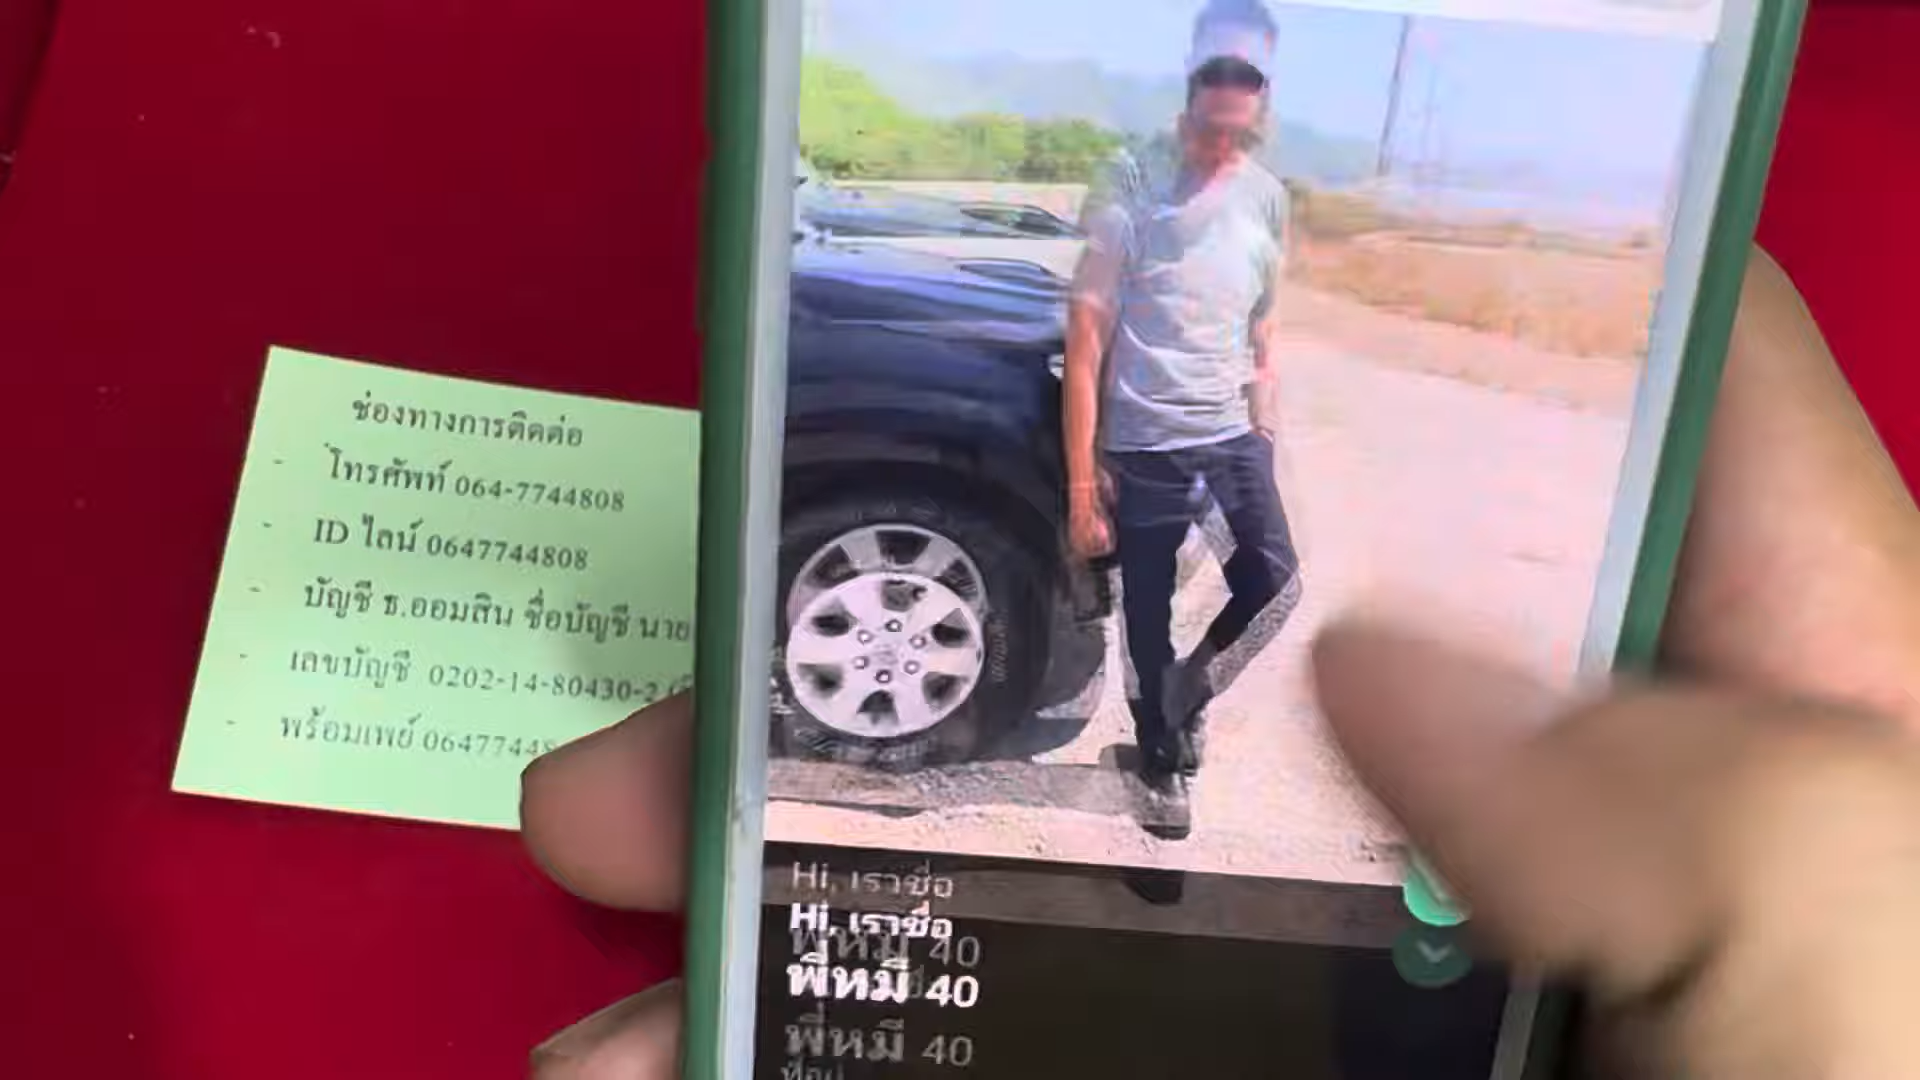 ช่องทางการติดต่อ
- โทรศัพท์ 064-7744808
- ID ไลน์ 0647744808
- บัญชี ธ.ออมสิน ชื่อบัญชี นาย
- เลขบัญชี 0202-14-80430-2
- พร้อมเพย์ 06477448
Hi, เราชื่อ
Hi, เราชื่อ
พี่หมี 40
พี่หมี 40
พี่หมี 40